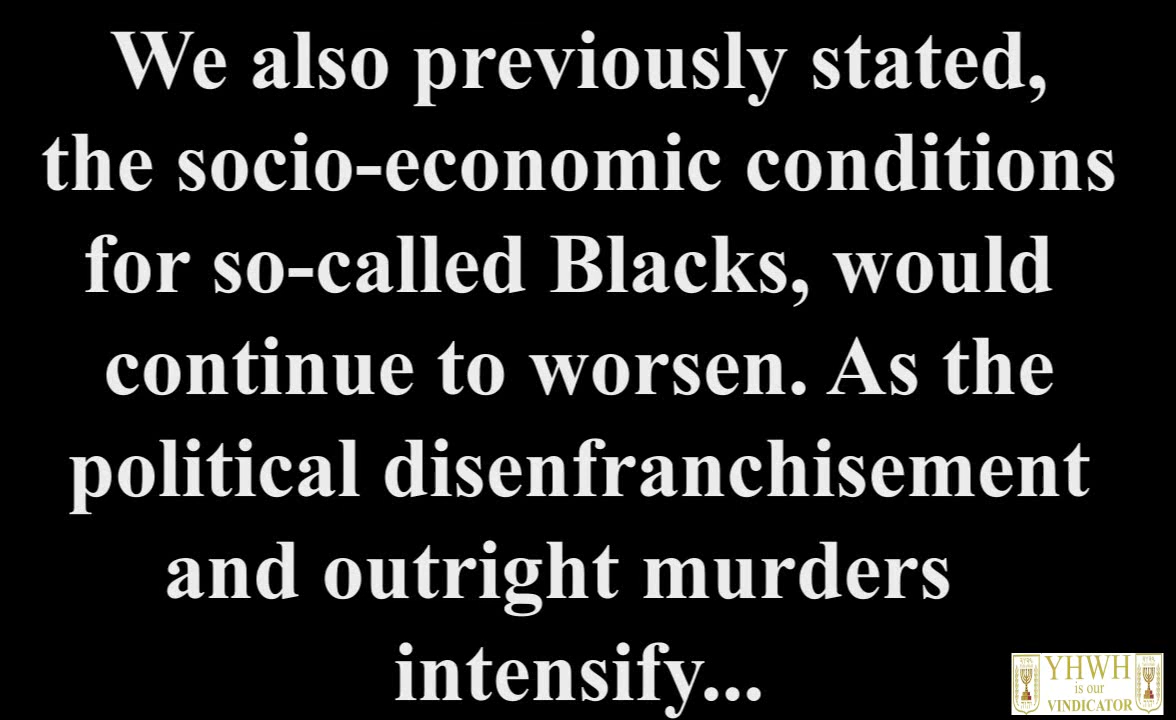 We also previously stated,
the socio-economic conditions
for so-called Blacks, would
continue to worsen. As the
political disenfranchisement
and outright murders
intensify...
YHWH
is our
VINDICATOR